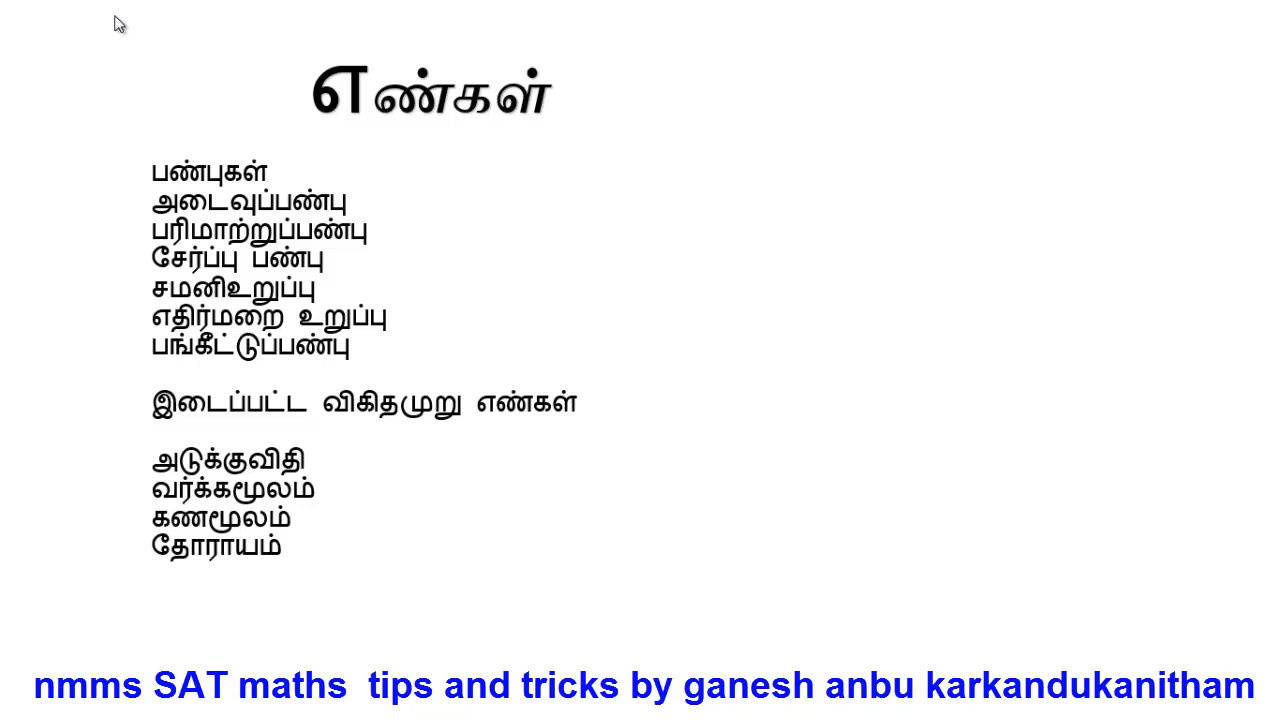 எண்கள்
பண்புகள்
அடைவுப்பண்பு
பரிமாற்றுப்பண்பு
சேர்ப்பு பண்பு
சமனிஉறுப்பு
எதிர்மறை உறுப்பு
பங்கீட்டுப்பண்பு
இடைப்பட்ட விகிதமுறு எண்கள்
அடுக்குவிதி
வர்க்கமூலம்
கணமூலம்
தோராயம்
nmms SAT maths  tips and tricks by ganesh anbu karkandukanitham